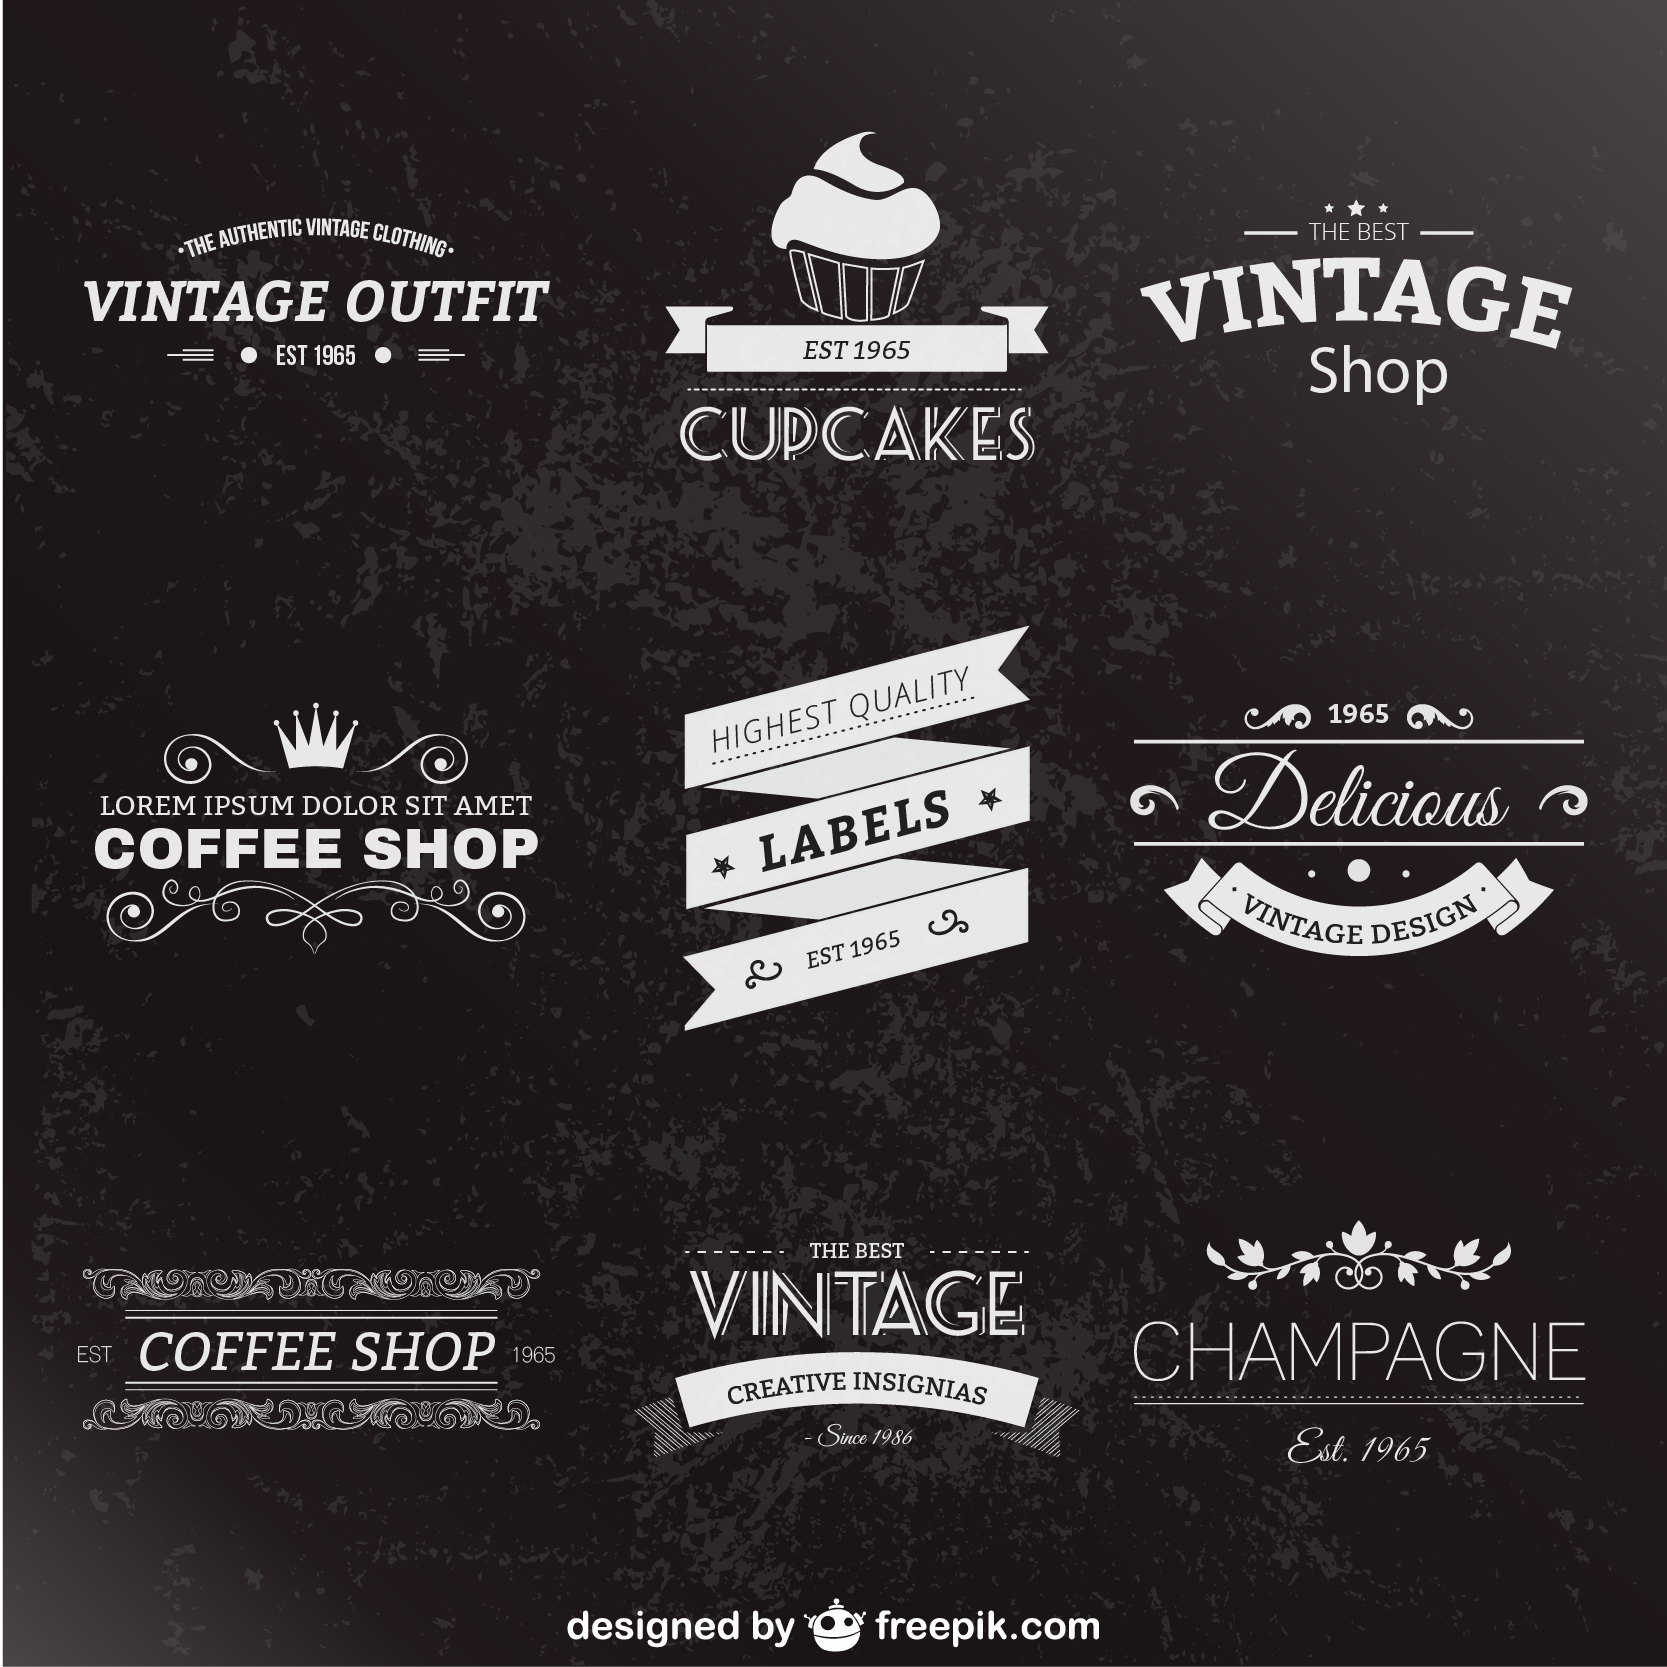 •THE AUTHENTIC VINTAGE CLOTHING•
VINTAGE OUTFIT
EST 1965
EST 1965
CUPCAKES
THE BEST
VINTAGE
Shop
LOREM IPSUM DOLOR SIT AMET
COFFEE SHOP
HIGHEST QUALITY
LABELS
EST 1965
1965
Delicious
• VINTAGE DESIGN •
EST COFFEE SHOP 1965
THE BEST
VINTAGE
CREATIVE INSIGNIAS
- Since 1986
CHAMPAGNE
Est. 1965
designed by freepik.com